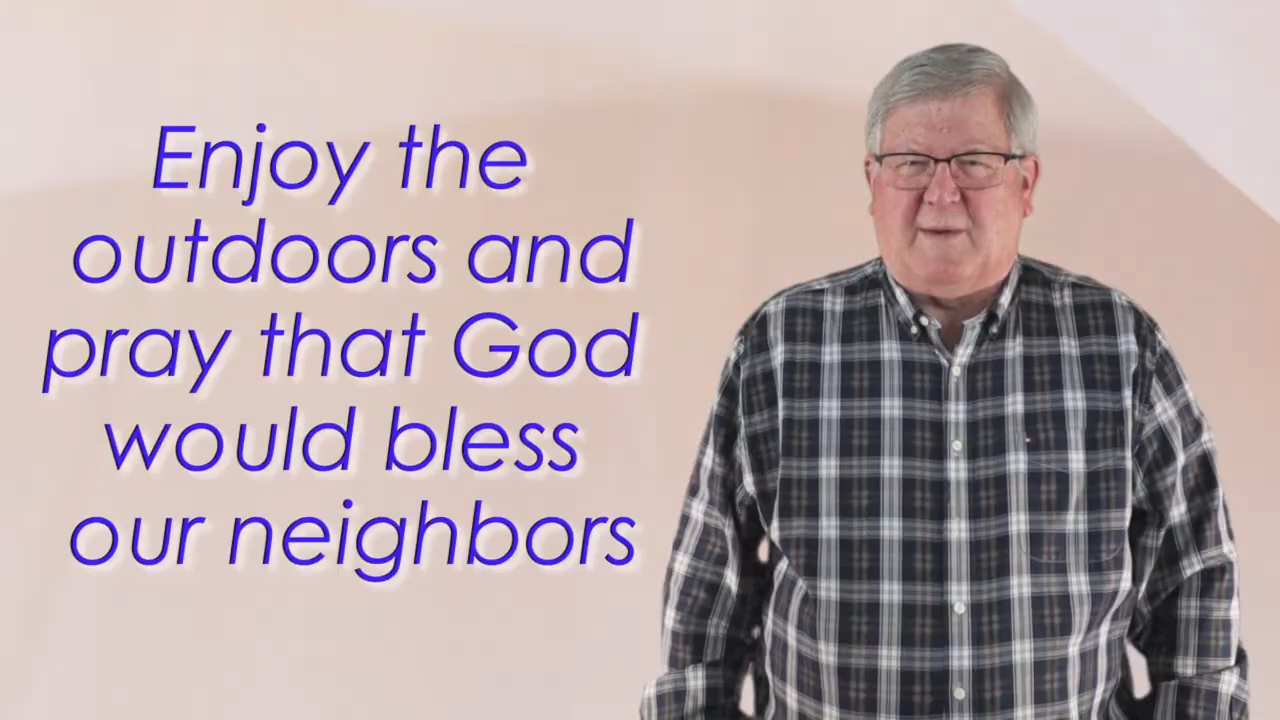 Enjoy the
outdoors and
pray that God
would bless
our neighbors